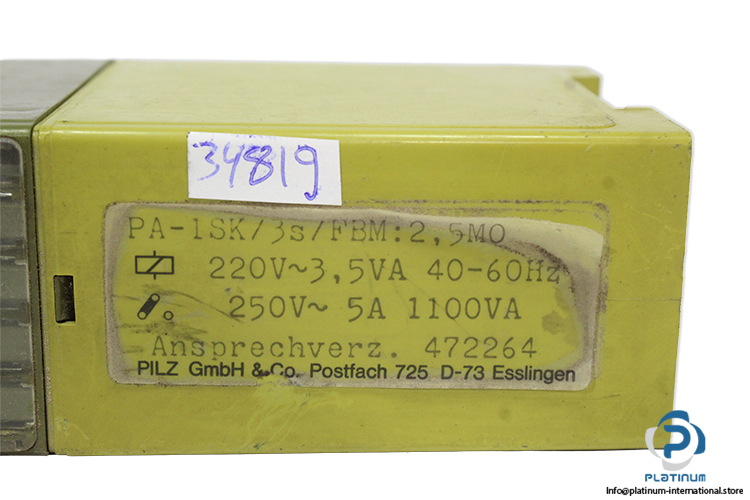 34819
PA-1SK/3s/FBM:2,5MO
220V~3,5VA 40-60Hz
250V~ 5A 1100VA
Ansprechverz. 472264
PILZ GmbH & Co. Postfach 725 D-73 Esslingen
PLATINUM
Info@platinum-international.store